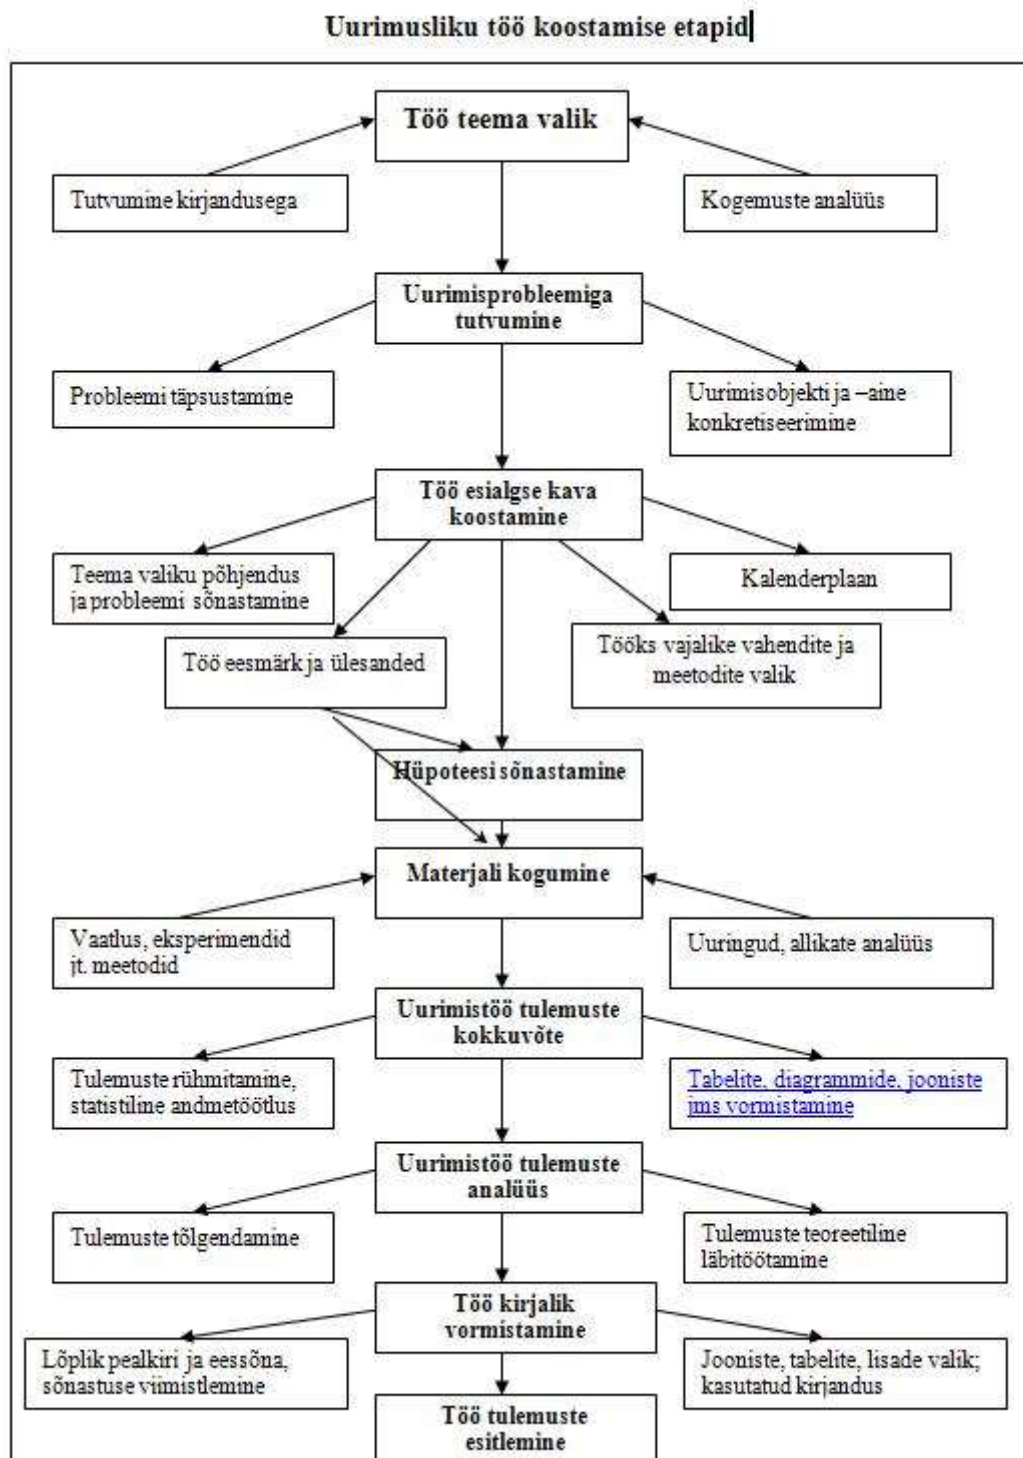 Uurimusliku töö koostamise etapid
Töö teema valik
Tutvumine kirjandusega
Kogemuste analüüs
Uurimisprobleemiga
tutvumine
Probleemi täpsustamine
Uurimisobjekti ja –aine
konkretiseerimine
Töö esialgse kava
koostamine
Teema valiku põhjendus
ja probleemi sõnastamine
Kalenderplaan
Töö eesmärk ja ülesanded
Tööks vajalike vahendite ja
meetodite valik
Hüpoteesi sõnastamine
Materjali kogumine
Vaatlus, eksperimendid
jt. meetodid
Uuringud, allikate analüüs
Uurimistöö tulemuste
kokkuvõte
Tulemuste rühmitamine,
statistiline andmetöötlus
Tabelite, diagrammide, jooniste
jms vormistamine
Uurimistöö tulemuste
analüüs
Tulemuste tõlgendamine
Tulemuste teoreetiline
läbitöötamine
Töö kirjalik
vormistamine
Lõplik pealkiri ja eessõna,
sõnastuse viimistlemine
Jooniste, tabelite, lisade valik;
kasutatud kirjandus
Töö tulemuste
esitlemine